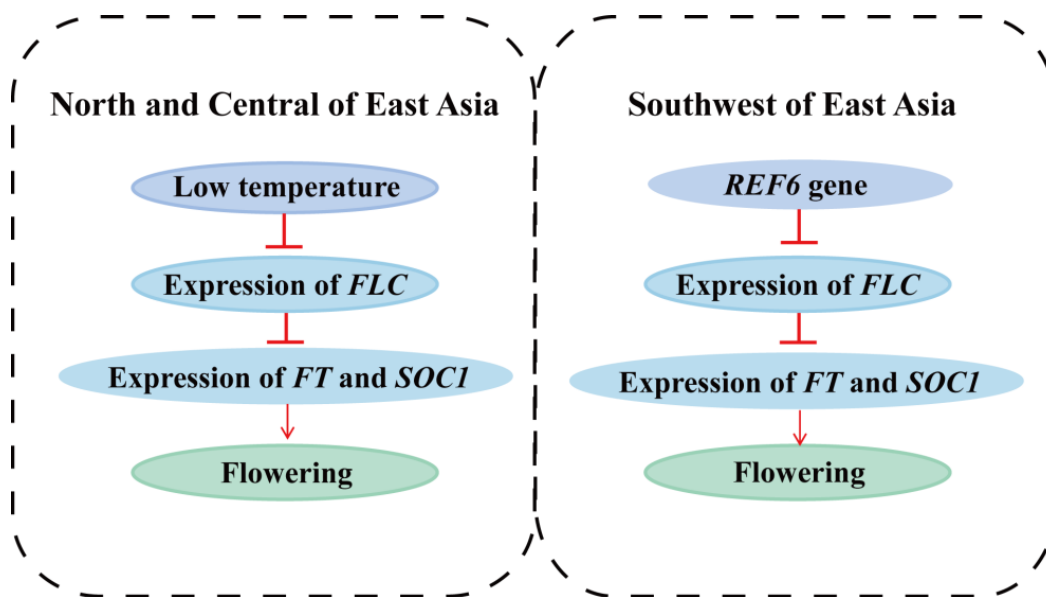 North and Central of East Asia
Low temperature
Expression of FLC
Expression of FT and SOC1
Flowering
Southwest of East Asia
REF6 gene
Expression of FLC
Expression of FT and SOC1
Flowering